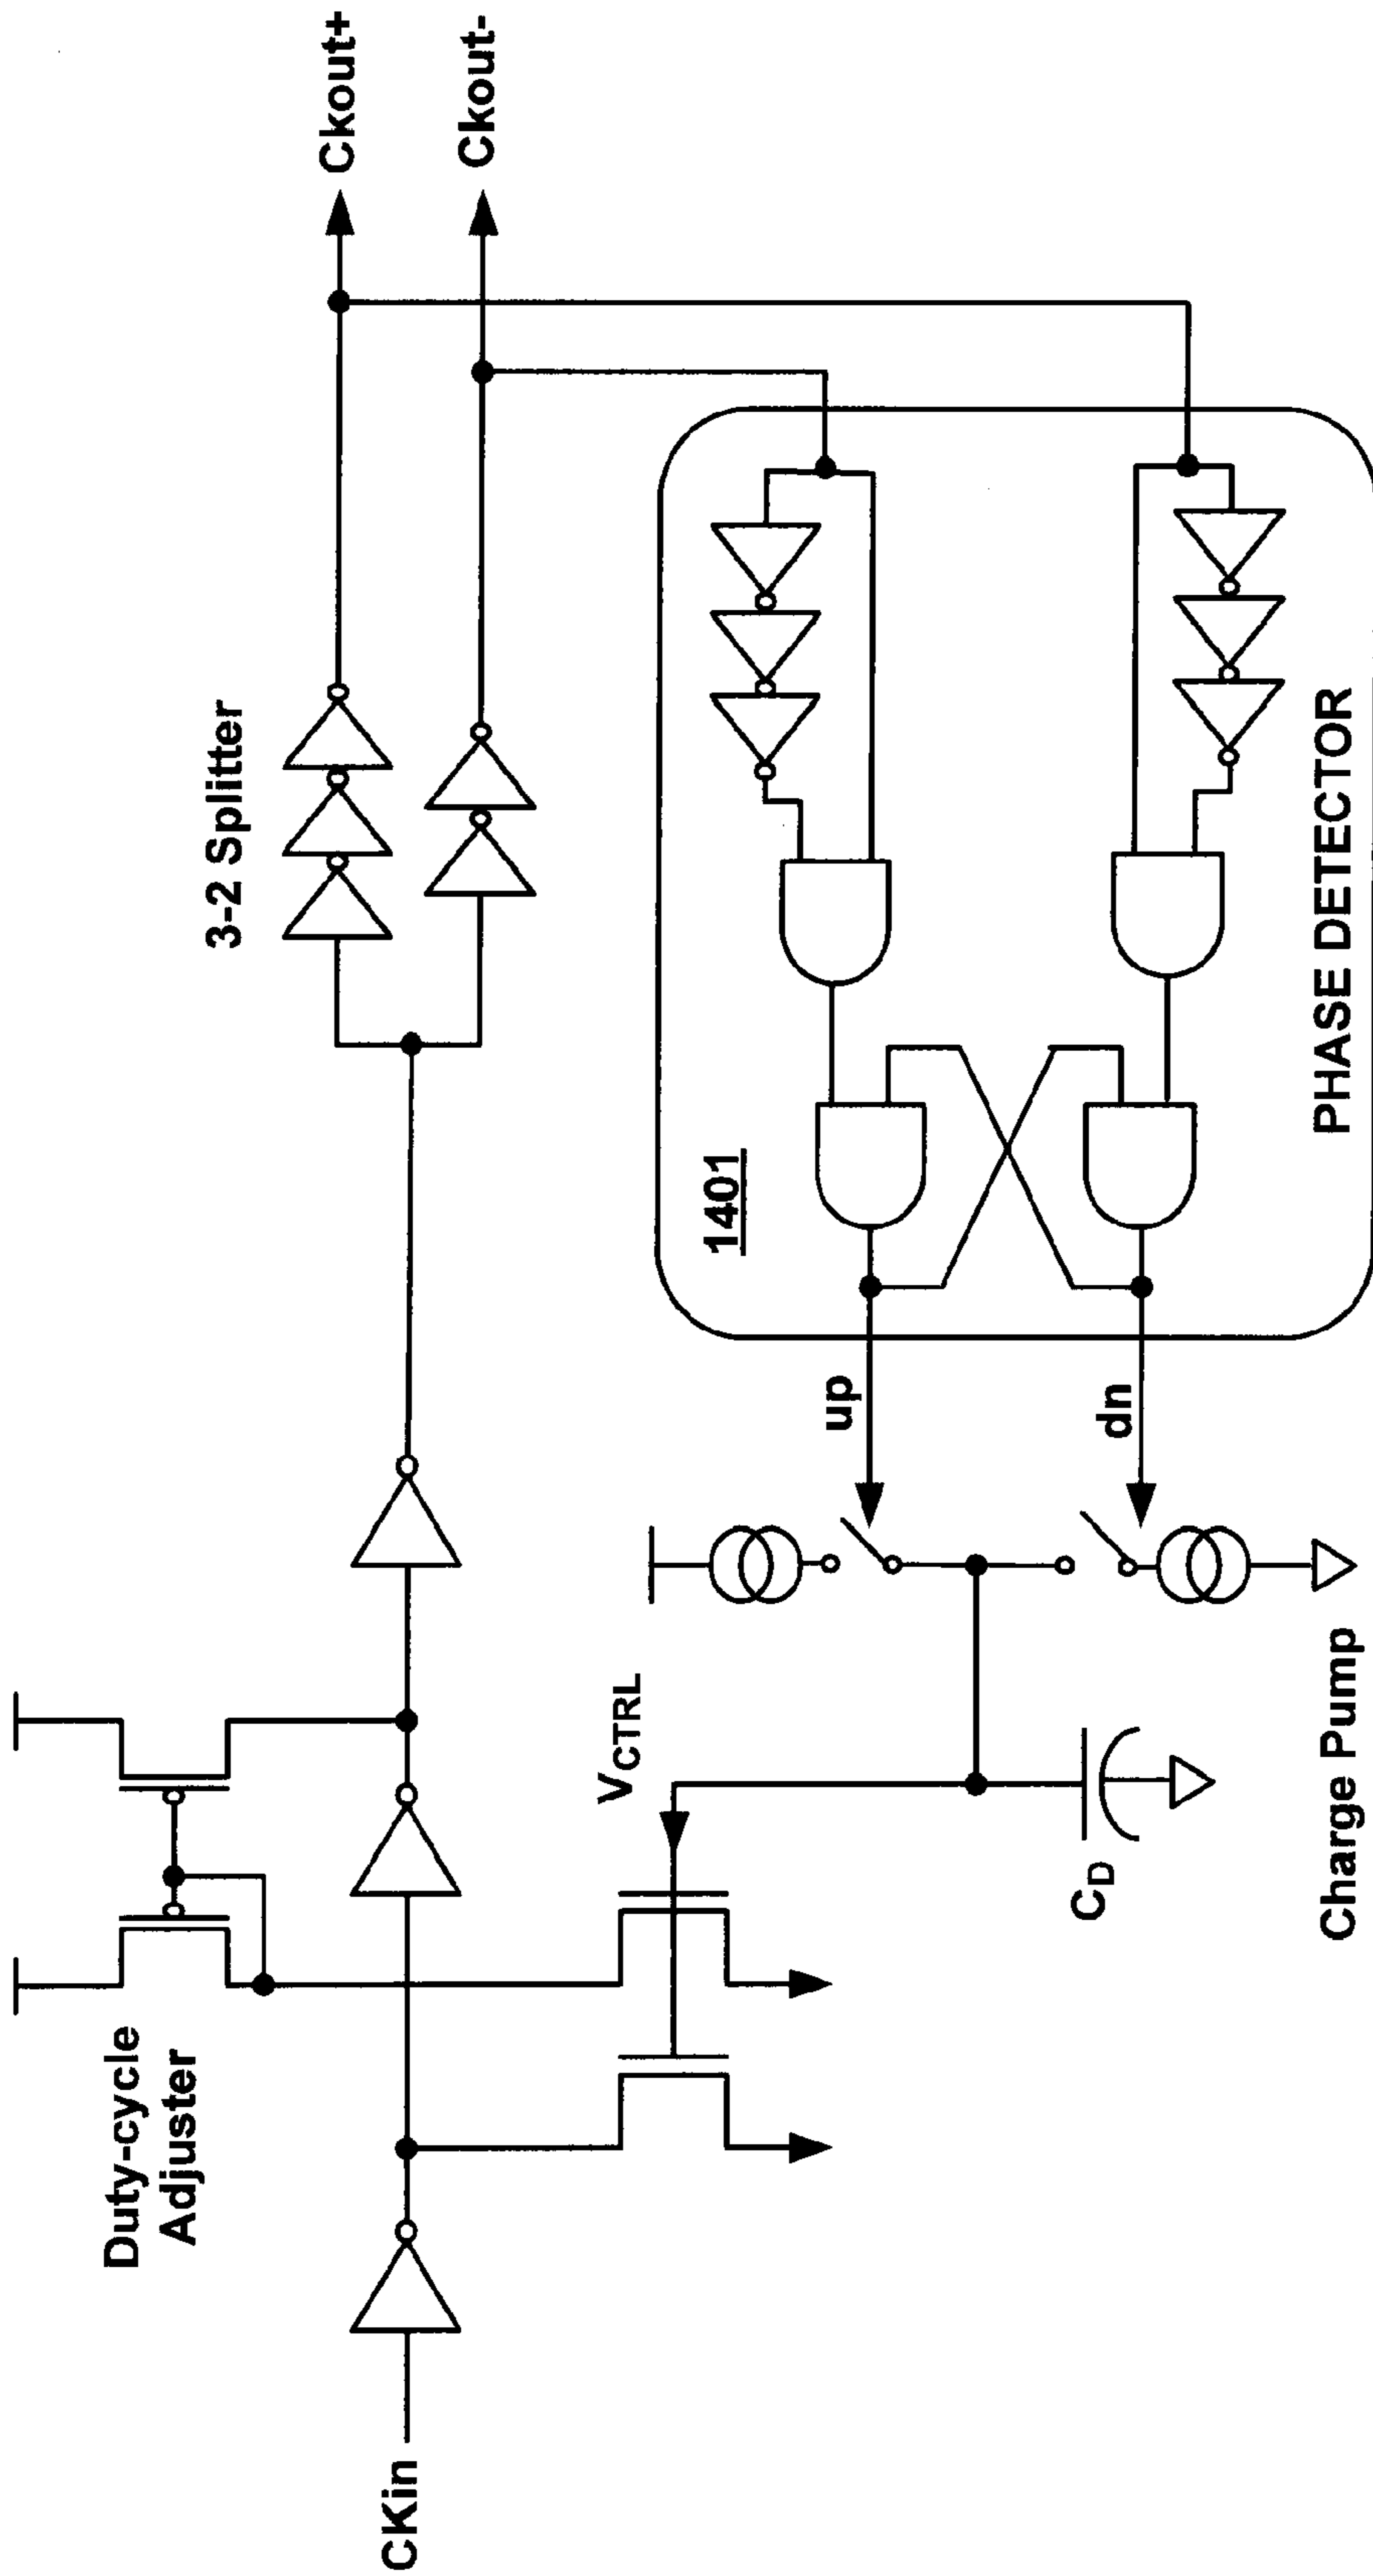 Duty-cycle
Adjuster
3-2 Splitter
Ckout+
Ckout-
CKin
VCTRL
1401
up
dn
CD
Charge Pump
PHASE DETECTOR